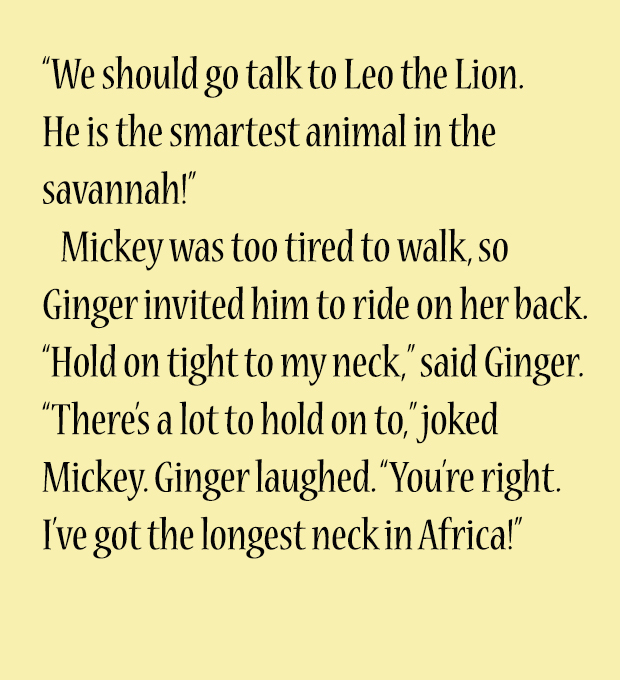 “We should go talk to Leo the Lion.
He is the smartest animal in the
savannah!”
Mickey was too tired to walk, so
Ginger invited him to ride on her back.
“Hold on tight to my neck,” said Ginger.
“There’s a lot to hold on to,” joked
Mickey. Ginger laughed. “You’re right.
I’ve got the longest neck in Africa!”